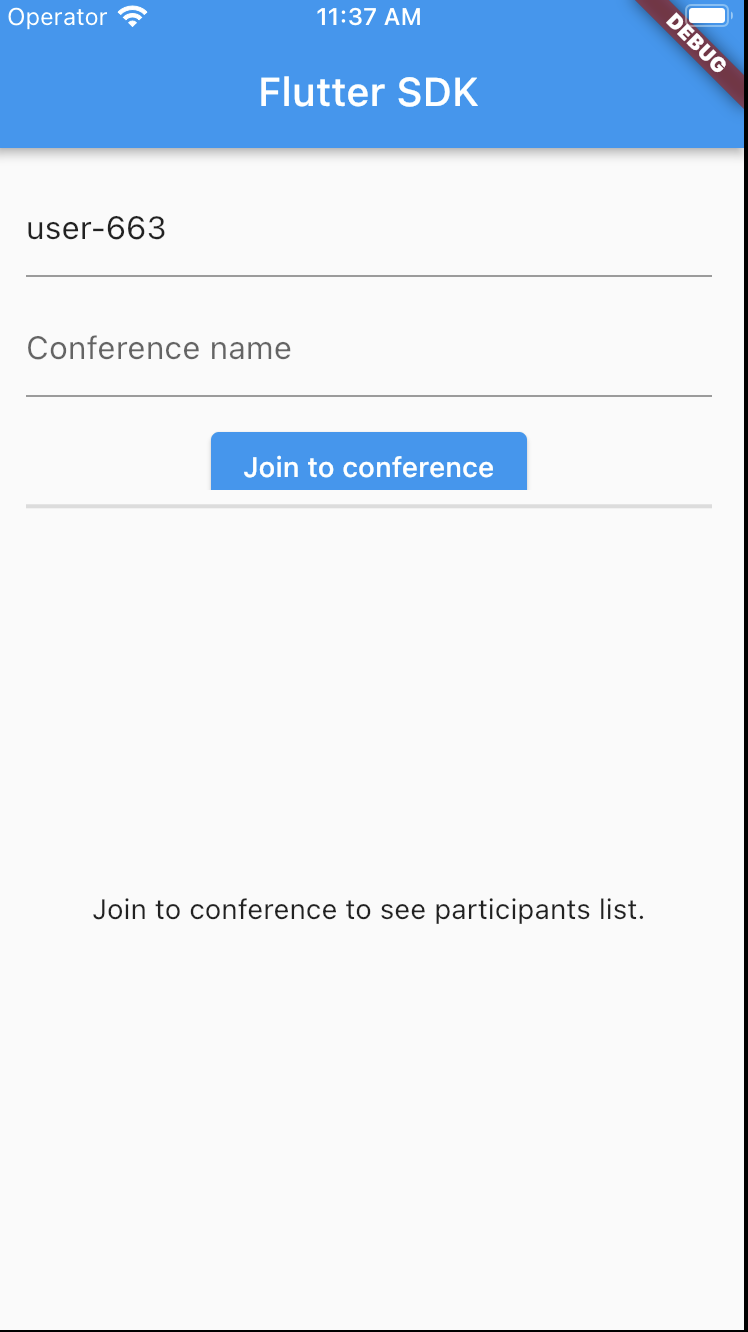 Operator 11:37 AM
DEBUG
Flutter SDK
user-663
Conference name
Join to conference
Join to conference to see participants list.